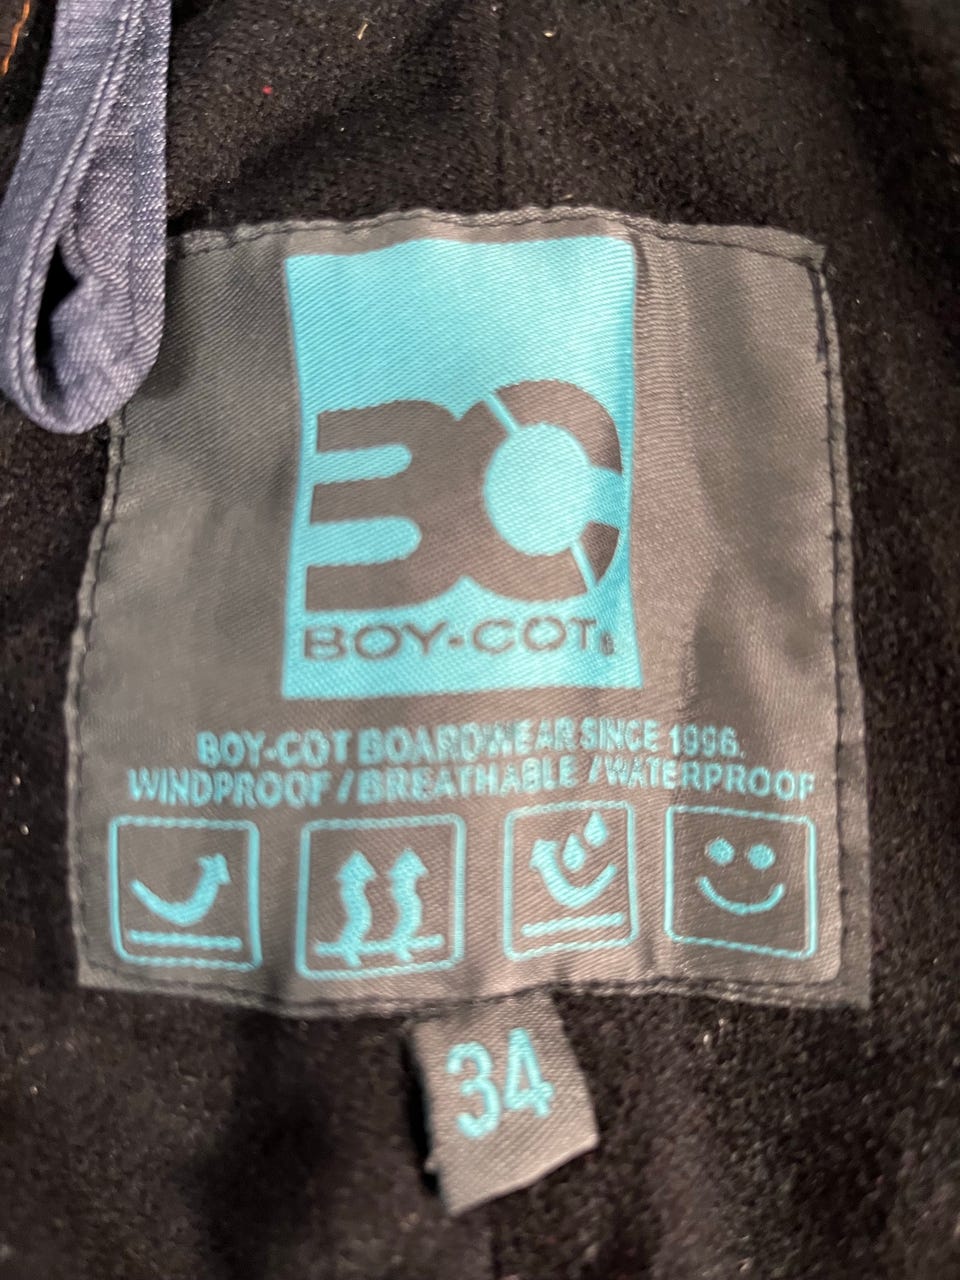 BC
BOY-COT®
BOY-COT BOARDWEAR SINCE 1996.
WINDPROOF / BREATHABLE / WATERPROOF
34